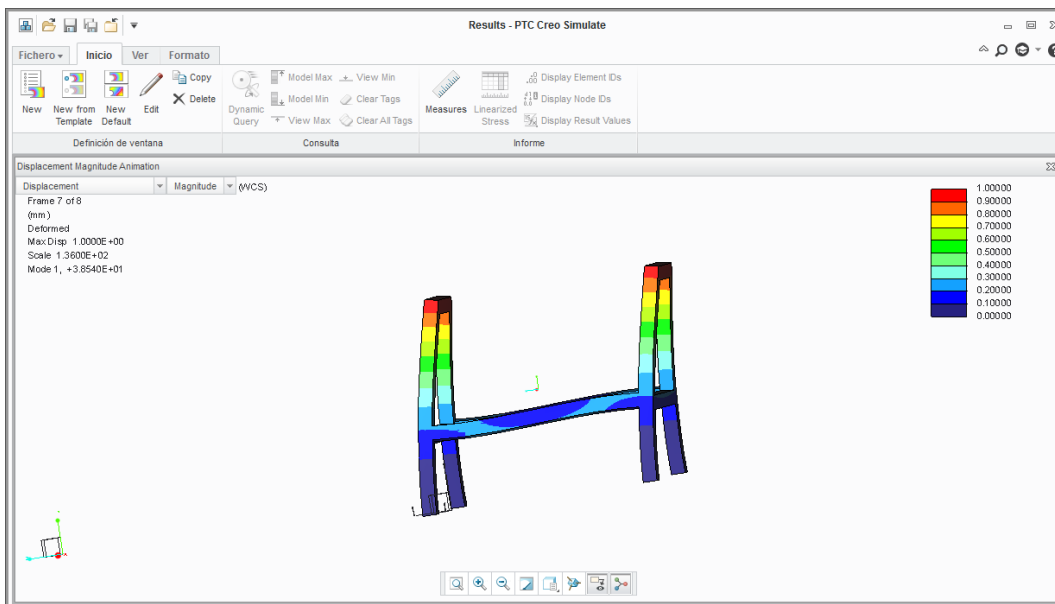 Results - PTC Creo Simulate
Fichero Inicio Ver Formato
New
New from Template
New Default
Edit
Copy
Delete
Definición de ventana
Dynamic Query
Model Max
Model Min
View Max
View Min
Clear Tags
Clear All Tags
Consulta
Measures
Linearized Stress
Display Element IDs
Display Node IDs
Display Result Values
Informe
Displacement Magnitude Animation
Displacement Magnitude (WCS)
Frame 7 of 8
(mm)
Deformed
Max Disp 1.0000E+00
Scale 1.3600E+02
Mode 1, +3.8540E+01
1.00000
0.90000
0.80000
0.70000
0.60000
0.50000
0.40000
0.30000
0.20000
0.10000
0.00000